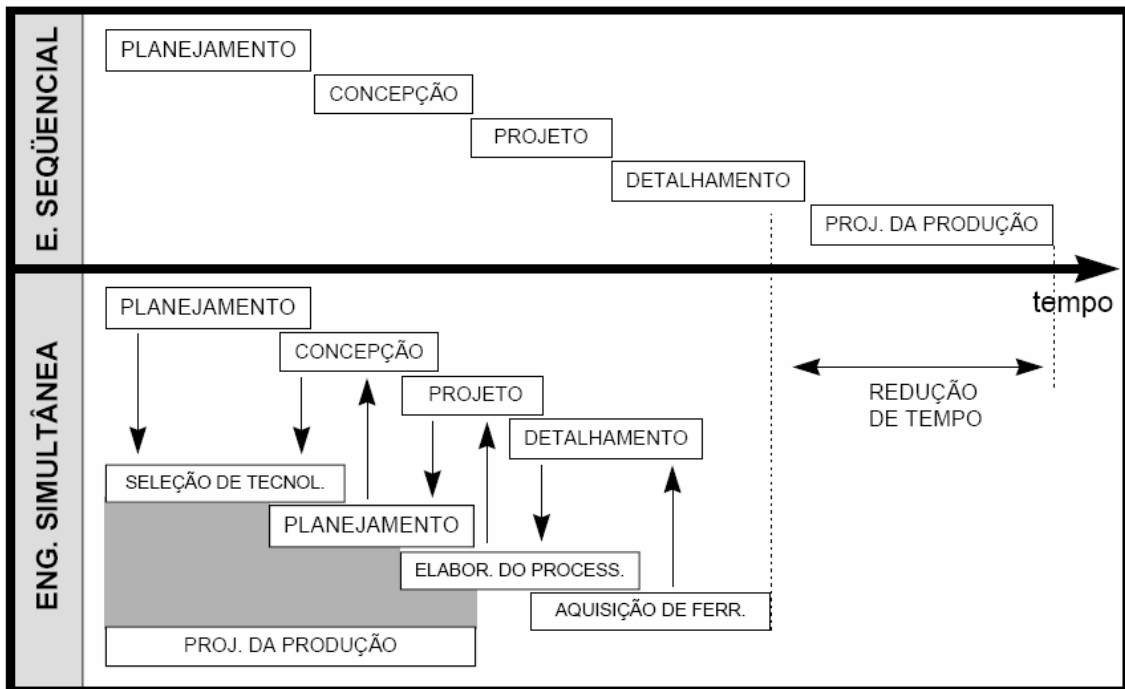 E. SEQÜENCIAL
PLANEJAMENTO
CONCEPÇÃO
PROJETO
DETALHAMENTO
PROJ. DA PRODUÇÃO
tempo
ENG. SIMULTÂNEA
PLANEJAMENTO
CONCEPÇÃO
PROJETO
DETALHAMENTO
REDUÇÃO
DE TEMPO
SELEÇÃO DE TECNOL.
PLANEJAMENTO
ELABOR. DO PROCESS.
AQUISIÇÃO DE FERR.
PROJ. DA PRODUÇÃO